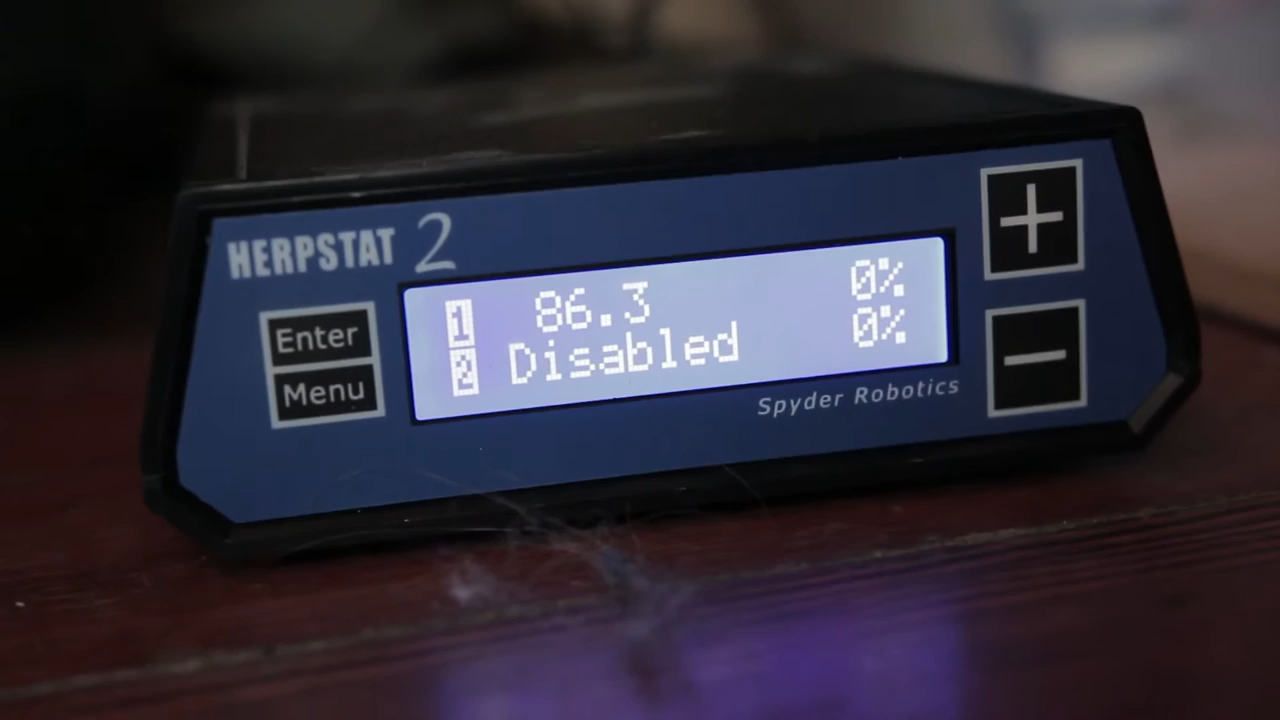 HERPSTAT 2
Enter
Menu
1 86.3 0%
2 Disabled 0%
Spyder Robotics
+
−